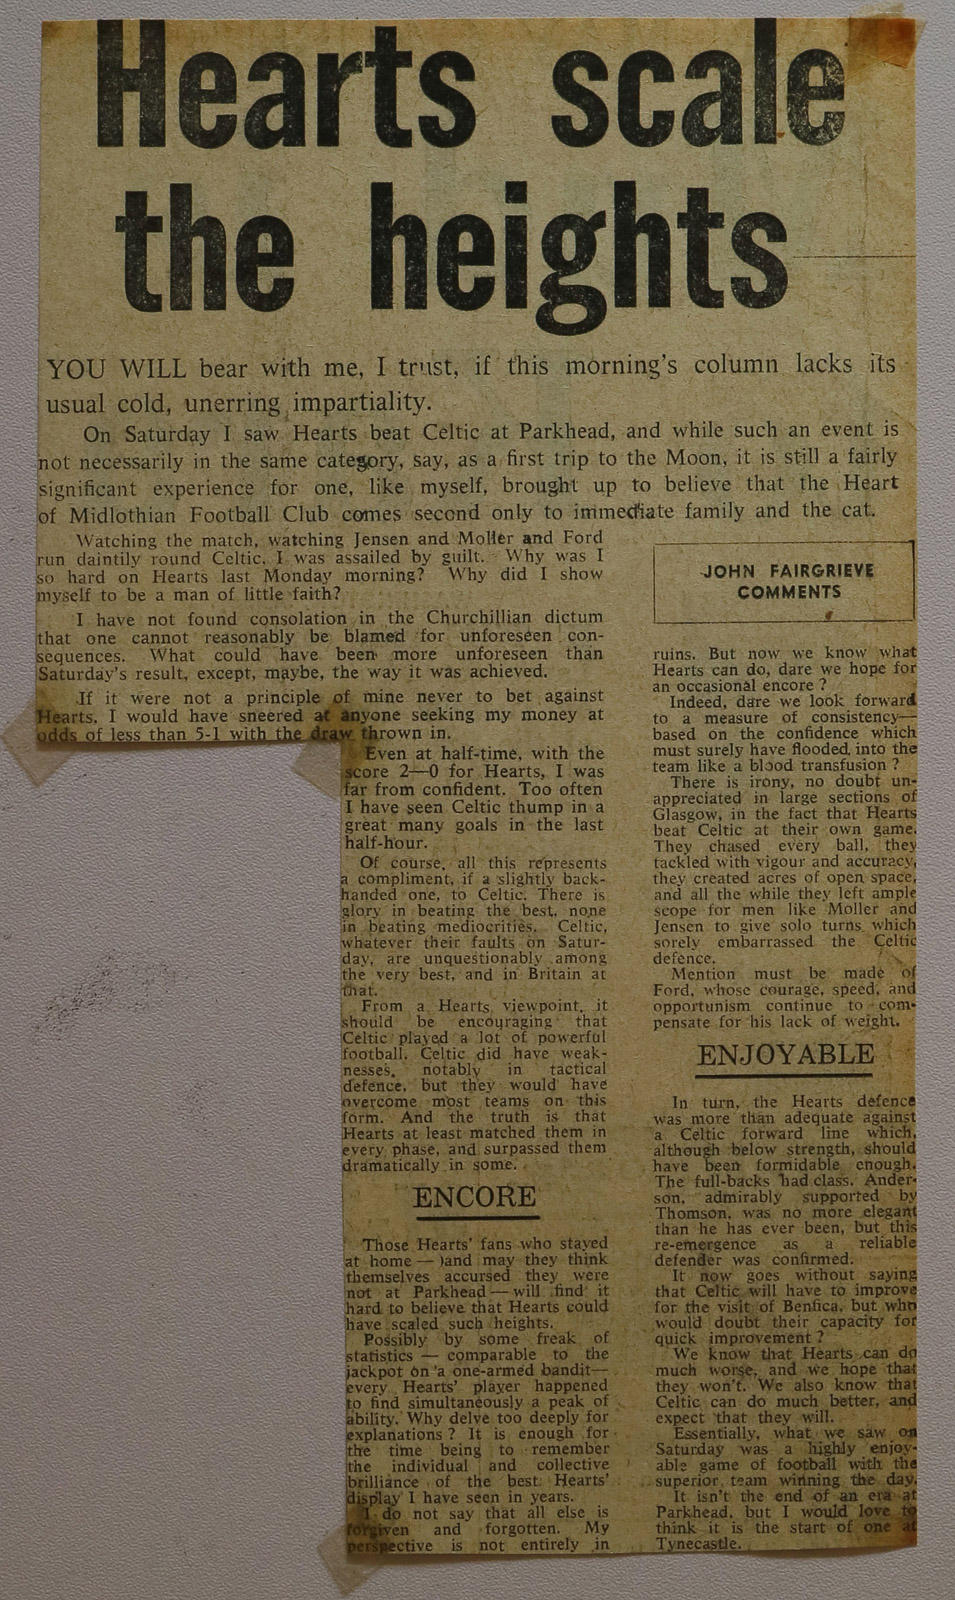 Hearts scale
the heights
YOU WILL bear with me, I trust, if this morning's column lacks its
usual cold, unerring impartiality.
On Saturday I saw Hearts beat Celtic at Parkhead, and while such an event is
not necessarily in the same category, say, as a first trip to the Moon, it is still a fairly
significant experience for one, like myself, brought up to believe that the Heart
of Midlothian Football Club comes second only to immediate family and the cat.
Watching the match, watching Jensen and Moller and Ford
run daintily round Celtic, I was assailed by guilt. Why was I
so hard on Hearts last Monday morning? Why did I show
myself to be a man of little faith?
I have not found consolation in the Churchillian dictum
that one cannot reasonably be blamed for unforeseen con-
sequences. What could have been more unforeseen than
Saturday's result, except, maybe, the way it was achieved.
If it were not a principle of mine never to bet against
Hearts, I would have sneered at anyone seeking my money at
odds of less than 5-1 with the draw thrown in.
Even at half-time, with the
score 2—0 for Hearts, I was
far from confident. Too often
I have seen Celtic thump in a
great many goals in the last
half-hour.
Of course, all this represents
a compliment, if a slightly back-
handed one, to Celtic. There is
glory in beating the best, none
in beating mediocrities. Celtic,
whatever their faults on Satur-
day, are unquestionably among
the very best, and in Britain at
that.
From a Hearts viewpoint, it
should be encouraging that
Celtic played a lot of powerful
football. Celtic did have weak-
nesses, notably in tactical
defence, but they would have
overcome most teams on this
form. And the truth is that
Hearts at least matched them in
every phase, and surpassed them
dramatically in some.
ENCORE
Those Hearts' fans who stayed
at home — )and may they think
themselves accursed they were
not at Parkhead — will find it
hard to believe that Hearts could
have scaled such heights.
Possibly by some freak of
statistics — comparable to the
jackpot on a one-armed bandit—
every Hearts' player happened
to find simultaneously a peak of
ability. Why delve too deeply for
explanations? It is enough for
the time being to remember
the individual and collective
brilliance of the best Hearts'
display I have seen in years.
I do not say that all else is
forgiven and forgotten. My
perspective is not entirely in
JOHN FAIRGRIEVE
COMMENTS
ruins. But now we know what
Hearts can do, dare we hope for
an occasional encore?
Indeed, dare we look forward
to a measure of consistency—
based on the confidence which
must surely have flooded into the
team like a blood transfusion?
There is irony, no doubt un-
appreciated in large sections of
Glasgow, in the fact that Hearts
beat Celtic at their own game.
They chased every ball, they
tackled with vigour and accuracy,
they created acres of open space,
and all the while they left ample
scope for men like Moller and
Jensen to give solo turns which
sorely embarrassed the Celtic
defence.
Mention must be made of
Ford, whose courage, speed, and
opportunism continue to com-
pensate for his lack of weight.
ENJOYABLE
In turn, the Hearts defence
was more than adequate against
a Celtic forward line which,
although below strength, should
have been formidable enough.
The full-backs had class. Ander-
son, admirably supported by
Thomson, was no more elegant
than he has ever been, but this
re-emergence as a reliable
defender was confirmed.
It now goes without saying
that Celtic will have to improve
for the visit of Benfica, but who
would doubt their capacity for
quick improvement?
We know that Hearts can do
much worse, and we hope that
they won't. We also know that
Celtic can do much better, and
expect that they will.
Essentially, what we saw on
Saturday was a highly enjoy-
able game of football with the
superior team winning the day.
It isn't the end of an era at
Parkhead, but I would love to
think it is the start of one at
Tynecastle.